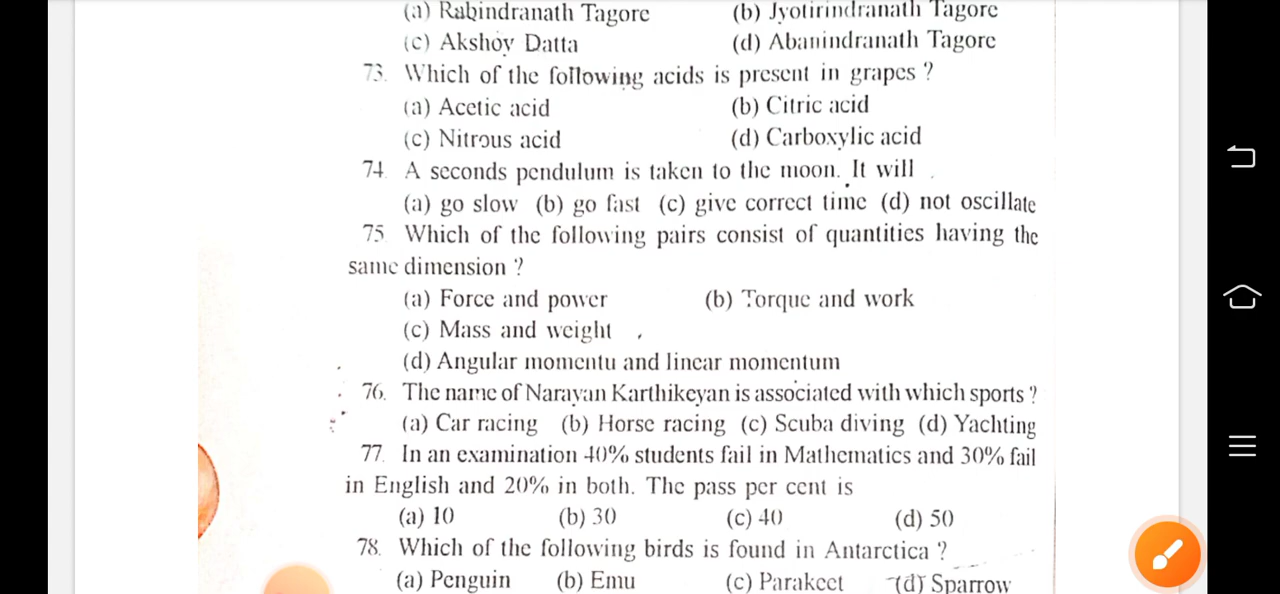 (a) Rabindranath Tagore (b) Jyotirindranath Tagore
(c) Akshoy Datta (d) Abanindranath Tagore
73. Which of the following acids is present in grapes ?
(a) Acetic acid (b) Citric acid
(c) Nitrous acid (d) Carboxylic acid
74. A seconds pendulum is taken to the moon. It will
(a) go slow (b) go fast (c) give correct time (d) not oscillate
75 Which of the following pairs consist of quantities having the
same dimension ?
(a) Force and power (b) Torque and work
(c) Mass and weight
(d) Angular momentu and linear momentum
76. The name of Narayan Karthikeyan is associated with which sports ?
(a) Car racing (b) Horse racing (c) Scuba diving (d) Yachting
77. In an examination 40% students fail in Mathematics and 30% fail
in English and 20% in both. The pass per cent is
(a) 10 (b) 30 (c) 40 (d) 50
78. Which of the following birds is found in Antarctica ?
(a) Penguin (b) Emu (c) Parakeet (d) Sparrow